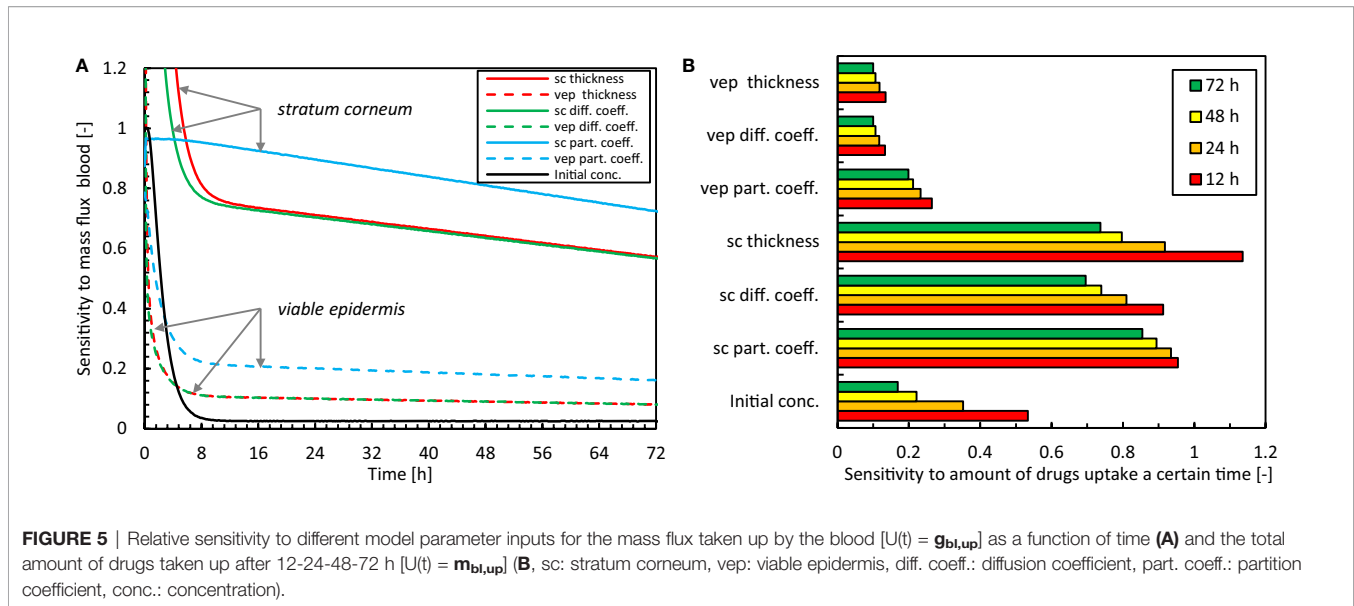 A
Sensitivity to mass flux blood [-]
1.2
1
0.8
0.6
0.4
0.2
0
0 8 16 24 32 40 48 56 64 72
Time [h]
stratum corneum
viable epidermis
sc thickness
vep thickness
sc diff. coeff.
vep diff. coeff.
sc part. coeff.
vep part. coeff.
Initial conc.
B
vep thickness
vep diff. coeff.
vep part. coeff.
sc thickness
sc diff. coeff.
sc part. coeff.
Initial conc.
72 h
48 h
24 h
12 h
0 0.2 0.4 0.6 0.8 1 1.2
Sensitivity to amount of drugs uptake a certain time [-]
FIGURE 5 | Relative sensitivity to different model parameter inputs for the mass flux taken up by the blood [U(t) = gbl,up] as a function of time (A) and the total
amount of drugs taken up after 12-24-48-72 h [U(t) = mbl,up] (B, sc: stratum corneum, vep: viable epidermis, diff. coeff.: diffusion coefficient, part. coeff.: partition
coefficient, conc.: concentration).